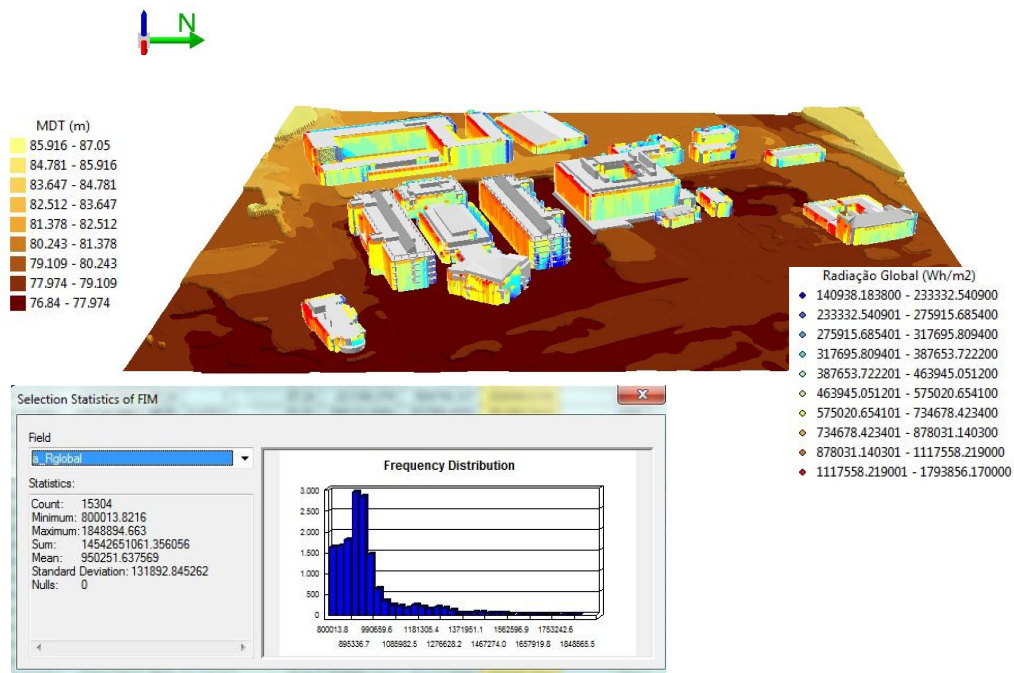 N
MDT (m)
85.916 - 87.05
84.781 - 85.916
83.647 - 84.781
82.512 - 83.647
81.378 - 82.512
80.243 - 81.378
79.109 - 80.243
77.974 - 79.109
76.84 - 77.974
Radiação Global (Wh/m2)
140938.183800 - 233332.540900
233332.540901 - 275915.685400
275915.685401 - 317695.809400
317695.809401 - 387653.722200
387653.722201 - 463945.051200
463945.051201 - 575020.654100
575020.654101 - 734678.423400
734678.423401 - 878031.140300
878031.140301 - 1117558.219000
1117558.219001 - 1793856.170000
Selection Statistics of FIM
Field
a_Rglobal
Statistics:
Count: 15304
Minimum: 800013.8216
Maximum: 1848894.663
Sum: 14542651061.356056
Mean: 950251.637569
Standard Deviation: 131892.845262
Nulls: 0
Frequency Distribution
3.000
2.500
2.000
1.500
1.000
500
0
800013.8 990659.6 1181305.4 1371951.1 1562596.9 1753242.6
895336.7 1085982.5 1276628.2 1467274.0 1657919.8 1848565.5